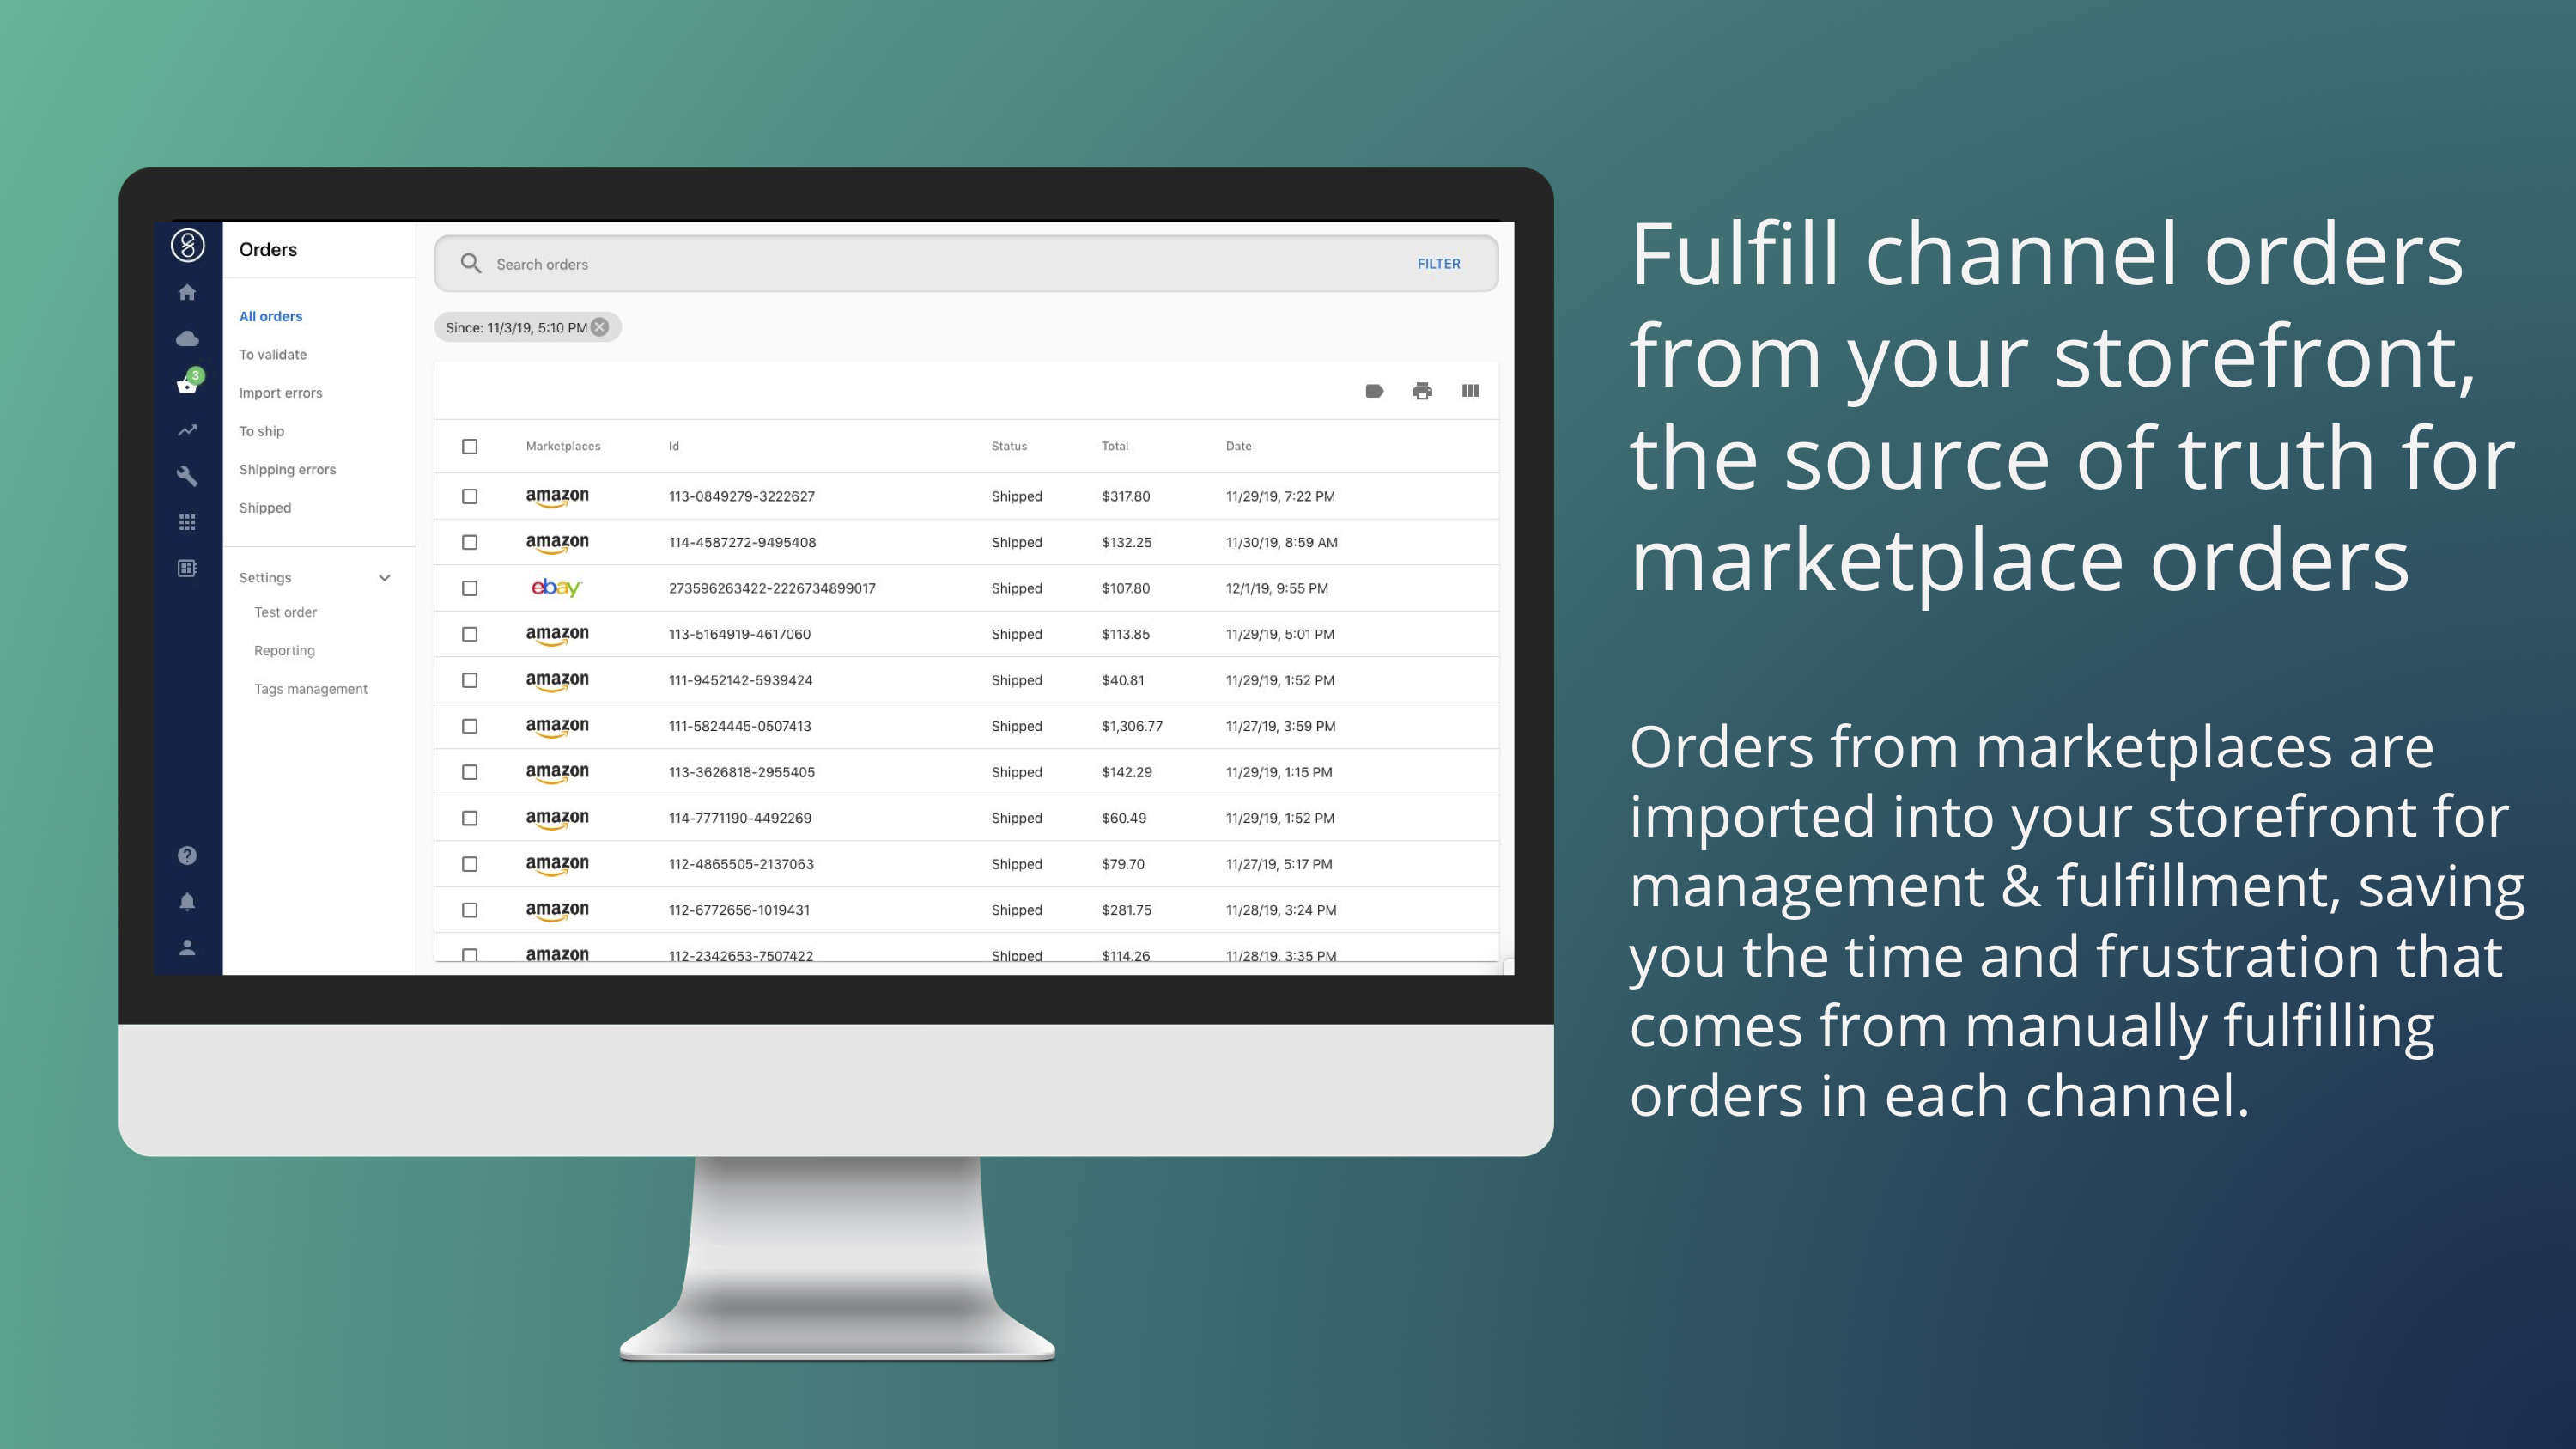 Orders
All orders
To validate
Import errors
To ship
Shipping errors
Shipped
Settings
Test order
Reporting
Tags management
3
Search orders FILTER
Since: 11/3/19, 5:10 PM
Marketplaces Id Status Total Date
amazon 113-0849279-3222627 Shipped $317.80 11/29/19, 7:22 PM
amazon 114-4587272-9495408 Shipped $132.25 11/30/19, 8:59 AM
ebay 273596263422-2226734899017 Shipped $107.80 12/1/19, 9:55 PM
amazon 113-5164919-4617060 Shipped $113.85 11/29/19, 5:01 PM
amazon 111-9452142-5939424 Shipped $40.81 11/29/19, 1:52 PM
amazon 111-5824445-0507413 Shipped $1,306.77 11/27/19, 3:59 PM
amazon 113-3626818-2955405 Shipped $142.29 11/29/19, 1:15 PM
amazon 114-7771190-4492269 Shipped $60.49 11/29/19, 1:52 PM
amazon 112-4865505-2137063 Shipped $79.70 11/27/19, 5:17 PM
amazon 112-6772656-1019431 Shipped $281.75 11/28/19, 3:24 PM
amazon 112-2342653-7507422 Shipped $114.26 11/28/19, 3:35 PM
Fulfill channel orders
from your storefront,
the source of truth for
marketplace orders
Orders from marketplaces are
imported into your storefront for
management & fulfillment, saving
you the time and frustration that
comes from manually fulfilling
orders in each channel.